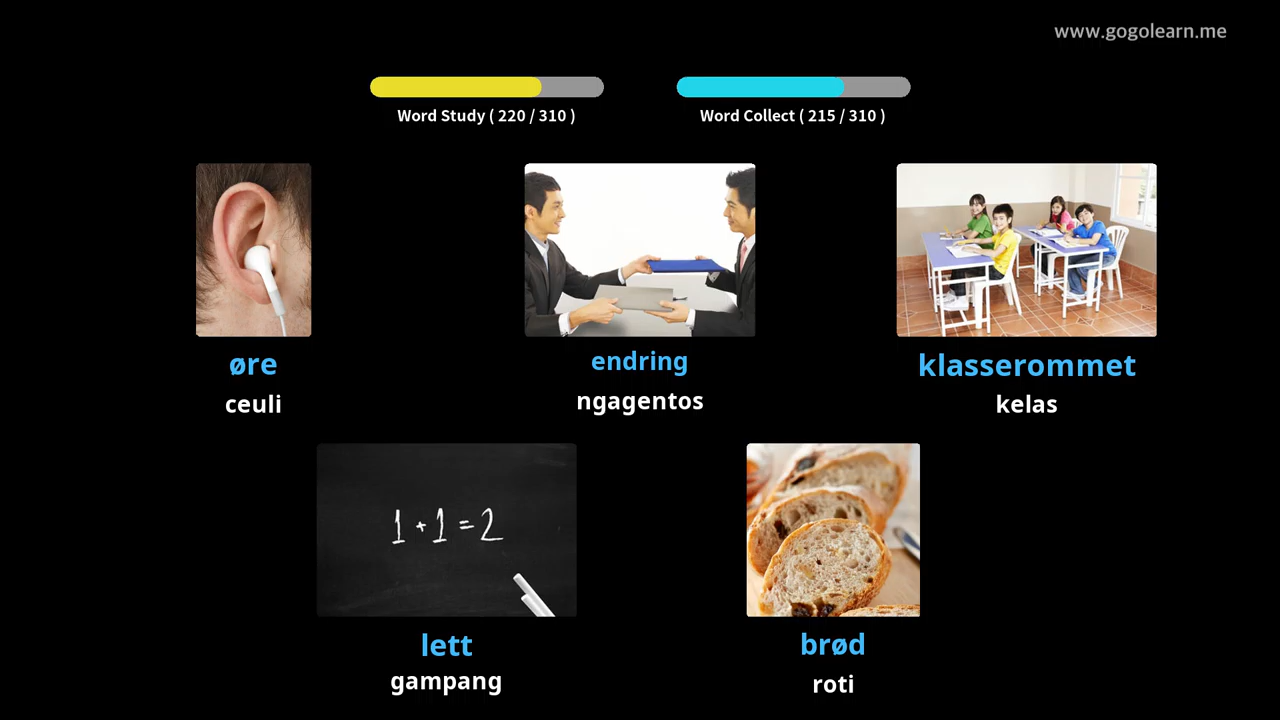 www.gogolearn.me
Word Study ( 220 / 310 )
Word Collect ( 215 / 310 )
øre
ceuli
endring
ngagentos
klasserommet
kelas
1 + 1 = 2
lett
gampang
brød
roti